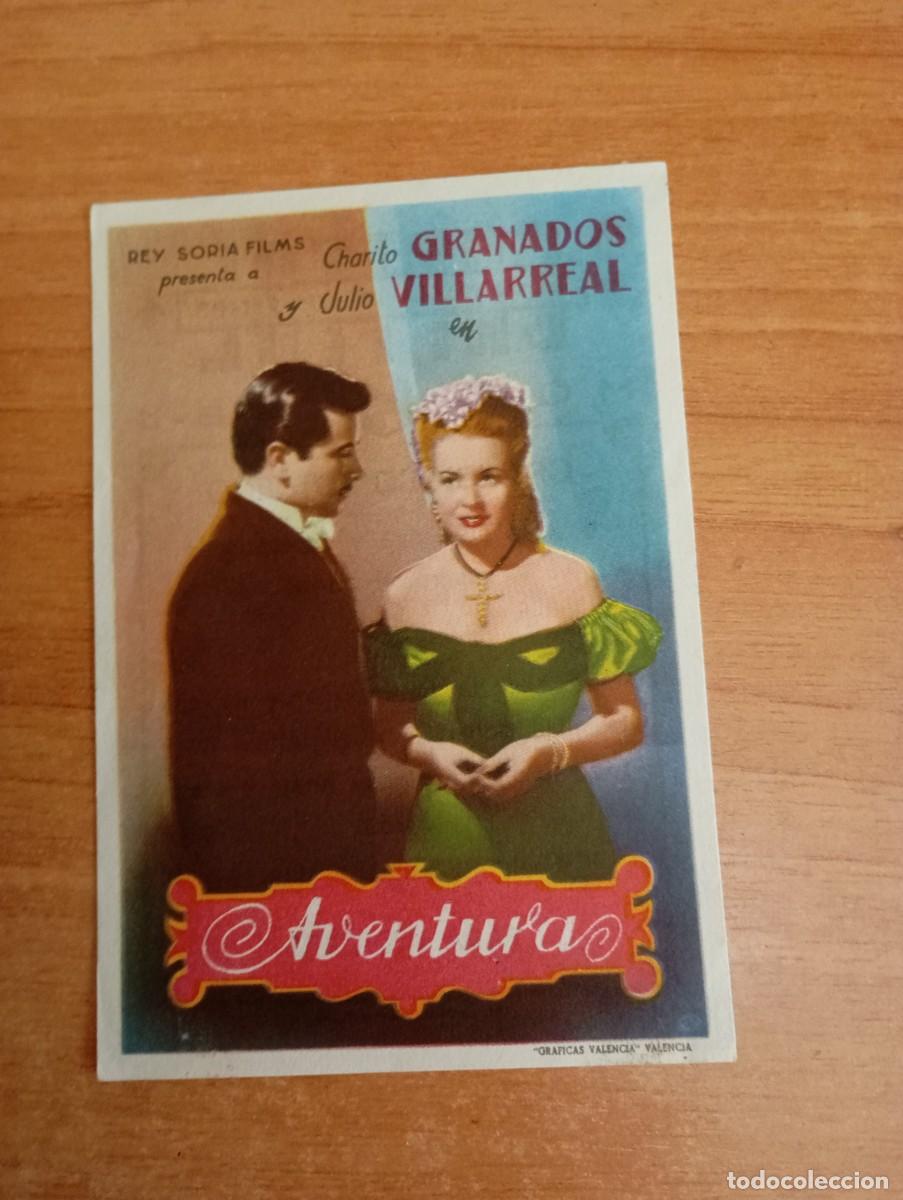 REY SORIA FILMS
presenta a
Charito GRANADOS
y Julio VILLARREAL
en
Aventura
"GRAFICAS VALENCIA" VALENCIA
todocoleccion